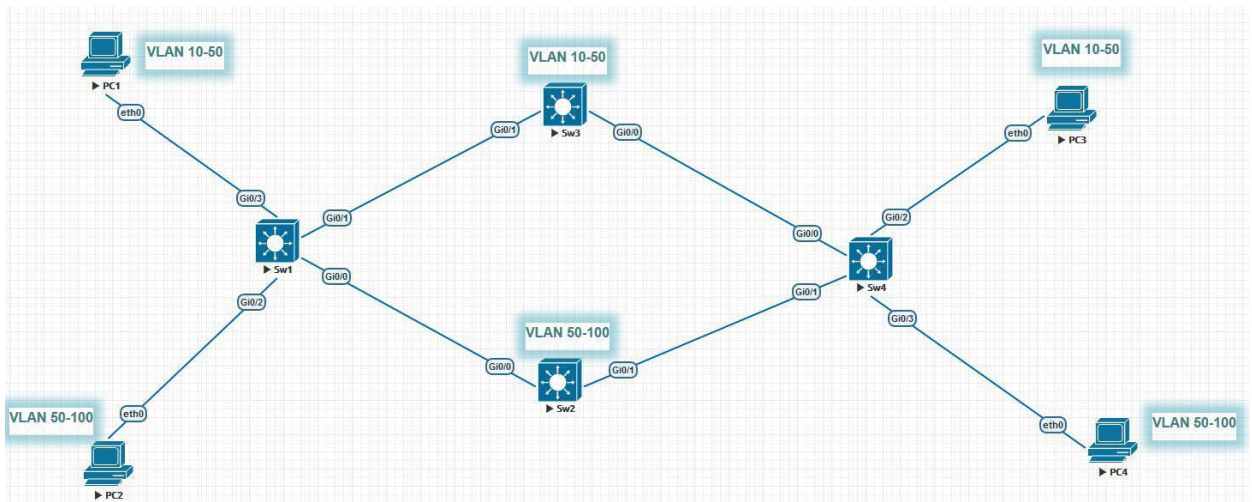 VLAN 10-50
PC1
eth0
VLAN 10-50
Gi0/1
Sw3
Gi0/0
VLAN 10-50
eth0
PC3
Gi0/3
Gi0/1
Sw1
Gi0/0
Gi0/2
Gi0/0
Gi0/2
Sw4
Gi0/1
Gi0/3
VLAN 50-100
Gi0/0
Sw2
Gi0/1
VLAN 50-100
eth0
PC2
VLAN 50-100
eth0
PC4